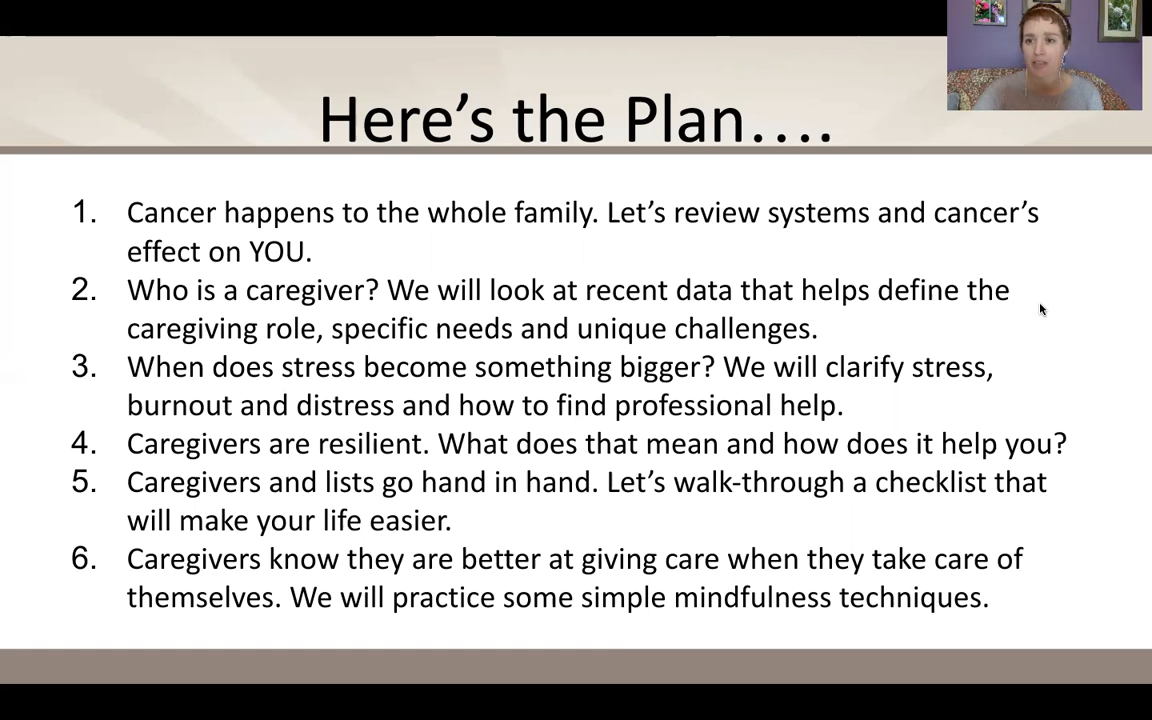 Here’s the Plan….
1. Cancer happens to the whole family. Let’s review systems and cancer’s
effect on YOU.
2. Who is a caregiver? We will look at recent data that helps define the
caregiving role, specific needs and unique challenges.
3. When does stress become something bigger? We will clarify stress,
burnout and distress and how to find professional help.
4. Caregivers are resilient. What does that mean and how does it help you?
5. Caregivers and lists go hand in hand. Let’s walk-through a checklist that
will make your life easier.
6. Caregivers know they are better at giving care when they take care of
themselves. We will practice some simple mindfulness techniques.